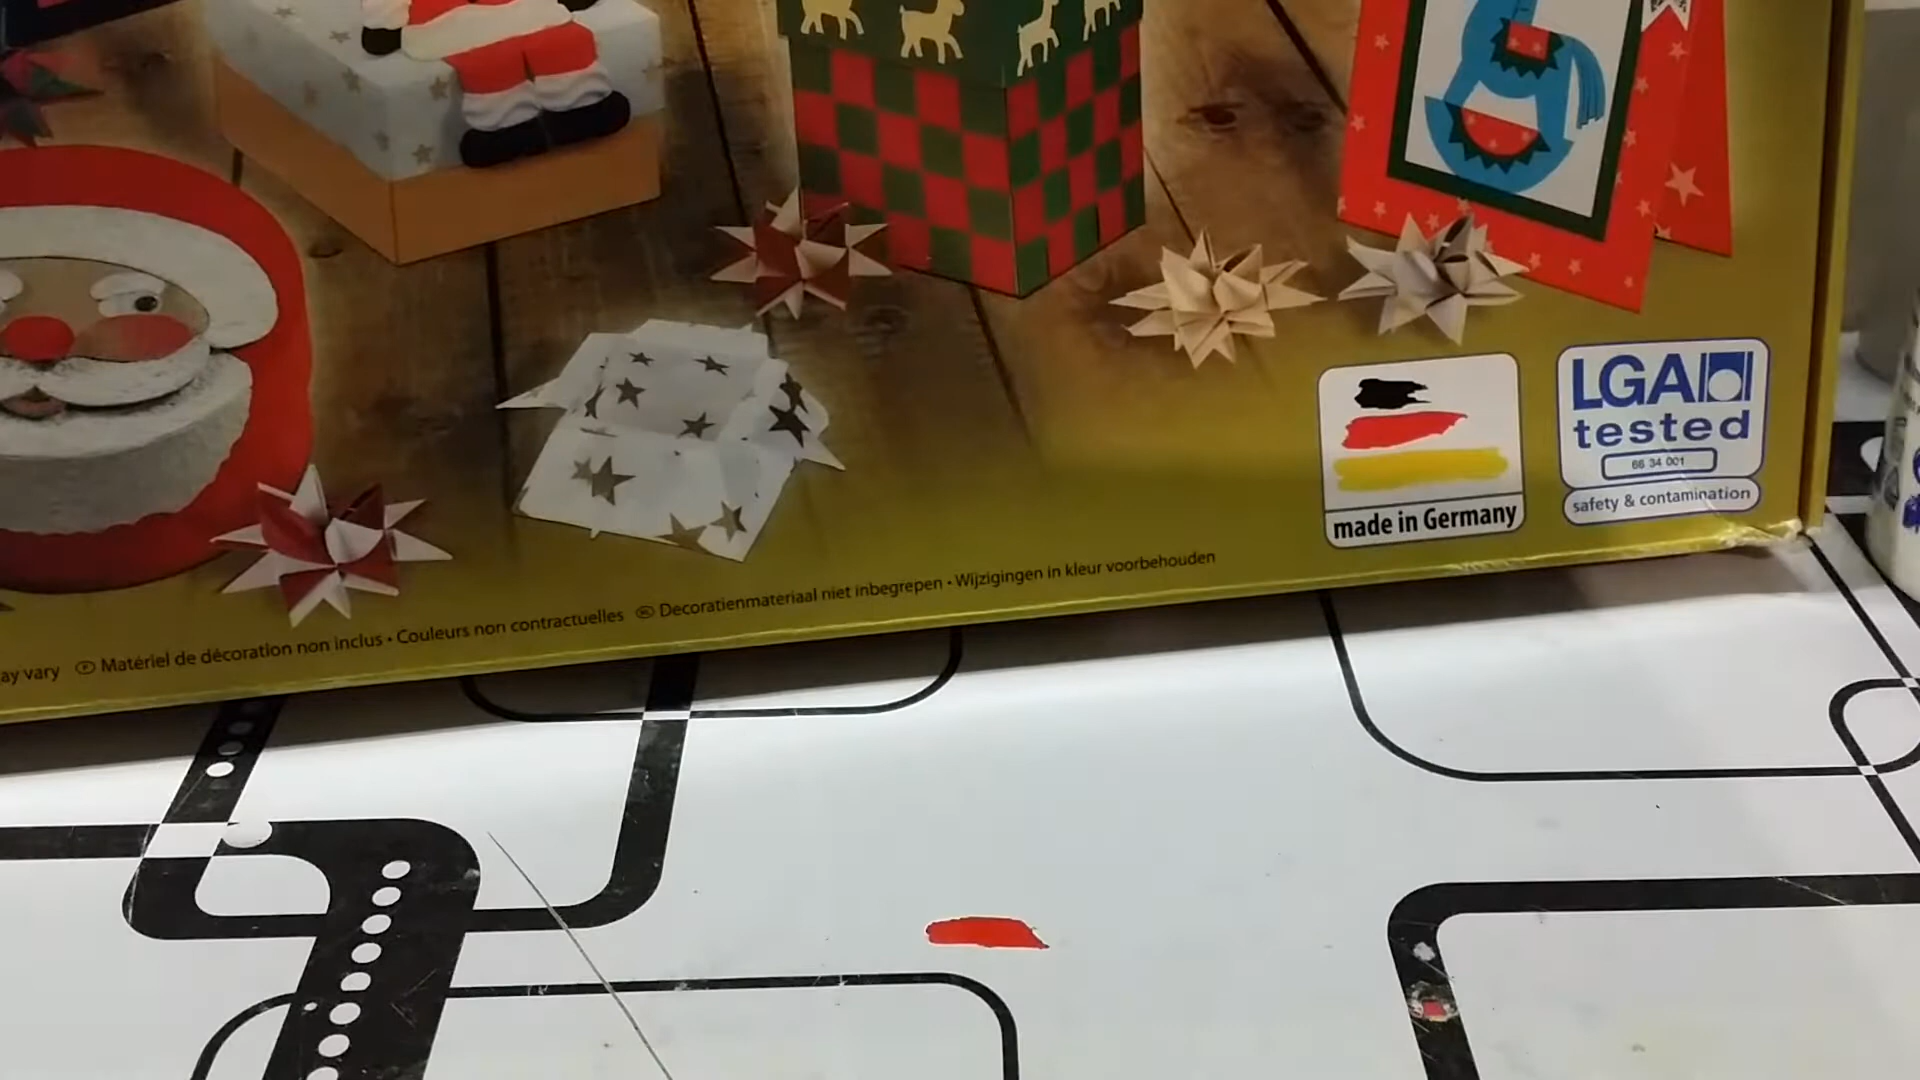 LGA
tested
66 34 001
safety & contamination
made in Germany
ay vary F Matériel de décoration non inclus • Couleurs non contractuelles NL Decoratienmateriaal niet inbegrepen • Wijzigingen in kleur voorbehouden